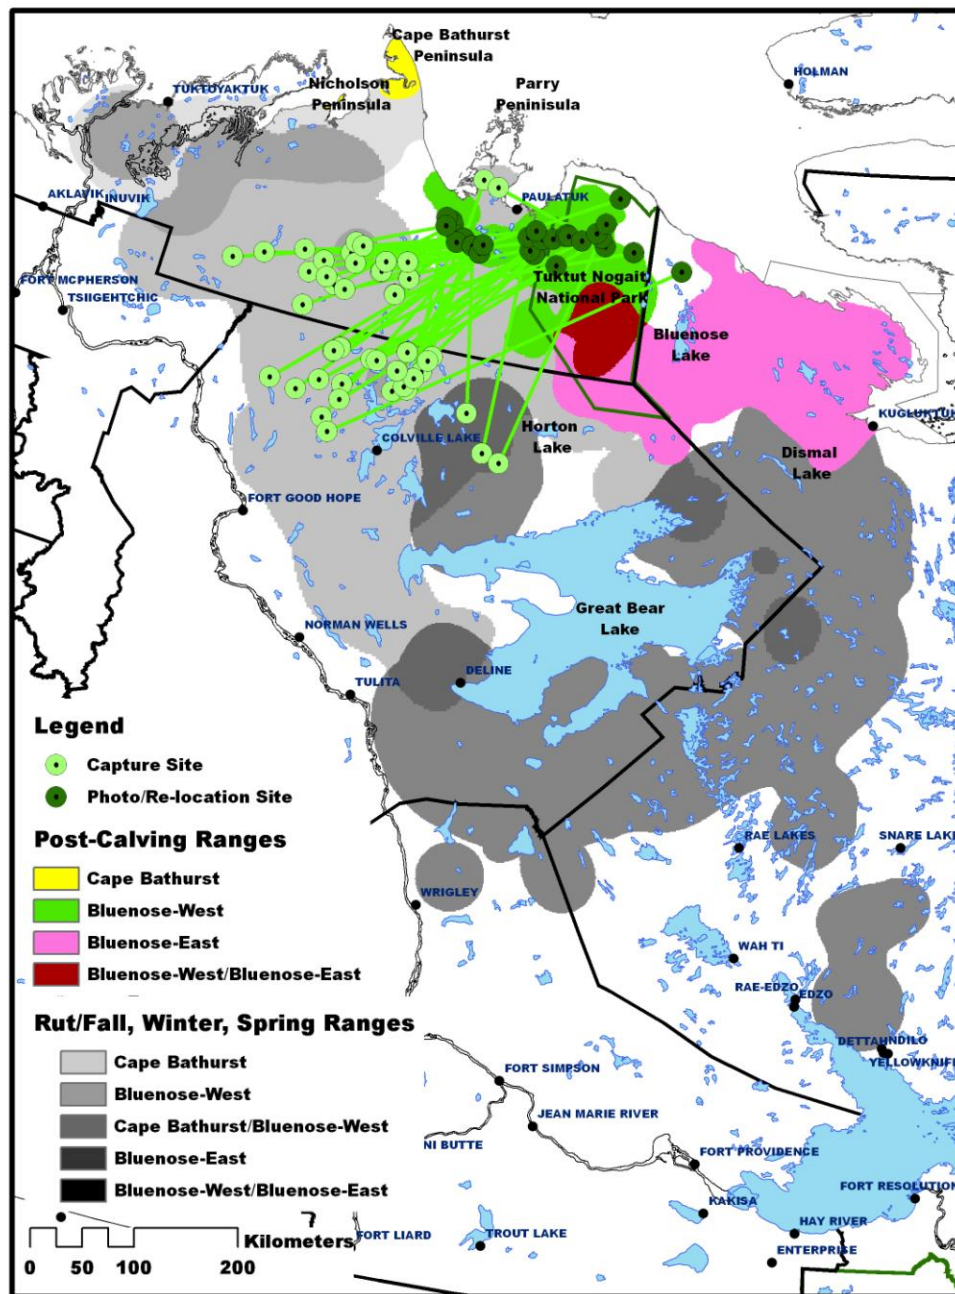 Cape Bathurst
Peninsula
HOLMAN
Nicholson
Peninsula
Parry
Peninisula
TUKTOYAKTUK
AKLAVIK
INUVIK
PAULATUK
FORT MCPHERSON
TSIIGEHTCHIC
Tuktut Nogait
National Park
Bluenose
Lake
KUGLUKTUK
Horton
Lake
COLVILLE LAKE
Dismal
Lake
FORT GOOD HOPE
Great Bear
Lake
NORMAN WELLS
DELINE
TULITA
Legend
Capture Site
Photo/Re-location Site
Post-Calving Ranges
Cape Bathurst
Bluenose-West
Bluenose-East
Bluenose-West/Bluenose-East
RAE LAKES
SNARE LAKE
WRIGLEY
WAH TI
RAE-EDZO
EDZO
DETTAH
NDILO
YELLOWKNIFE
Rut/Fall, Winter, Spring Ranges
Cape Bathurst
Bluenose-West
Cape Bathurst/Bluenose-West
Bluenose-East
Bluenose-West/Bluenose-East
FORT SIMPSON
JEAN MARIE RIVER
NI BUTTE
FORT PROVIDENCE
FORT RESOLUTION
KAKISA
HAY RIVER
ENTERPRISE
FORT LIARD
TROUT LAKE
Kilometers
0 50 100 200